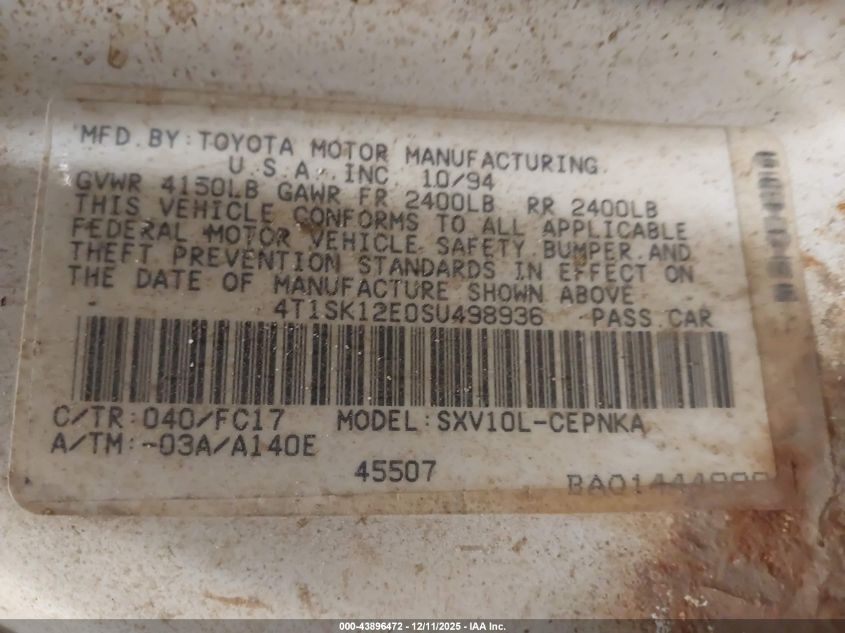 MFD. BY: TOYOTA MOTOR MANUFACTURING
U.S.A. INC 10/94
GVWR 4150LB GAWR FR 2400LB RR 2400LB
THIS VEHICLE CONFORMS TO ALL APPLICABLE
FEDERAL MOTOR VEHICLE SAFETY BUMPER AND
THEFT PREVENTION STANDARDS IN EFFECT ON
THE DATE OF MANUFACTURE SHOWN ABOVE
4T1SK12E0SU498936 PASS CAR
C/TR:040/FC17 MODEL:SXV10L-CEPNKA
A/TM:-03A/A140E
45507
000-43896472 - 12/11/2025 - IAA Inc.